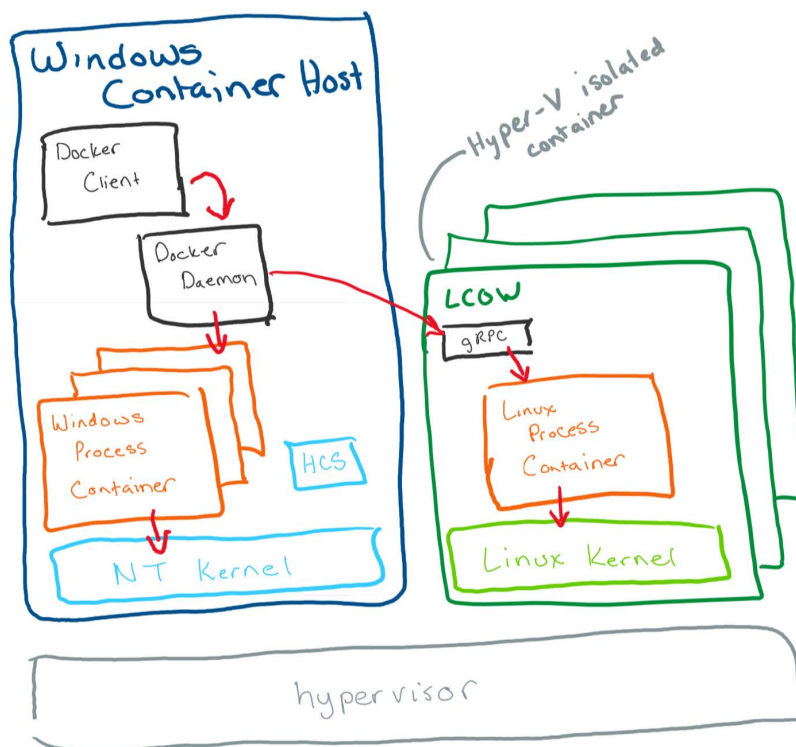 Windows
Container Host
Docker
Client
Docker
Daemon
Windows
Process
Container
HCS
NT Kernel
Hyper-V isolated
container
LCOW
gRPC
Linux
Process
Container
Linux Kernel
hypervisor